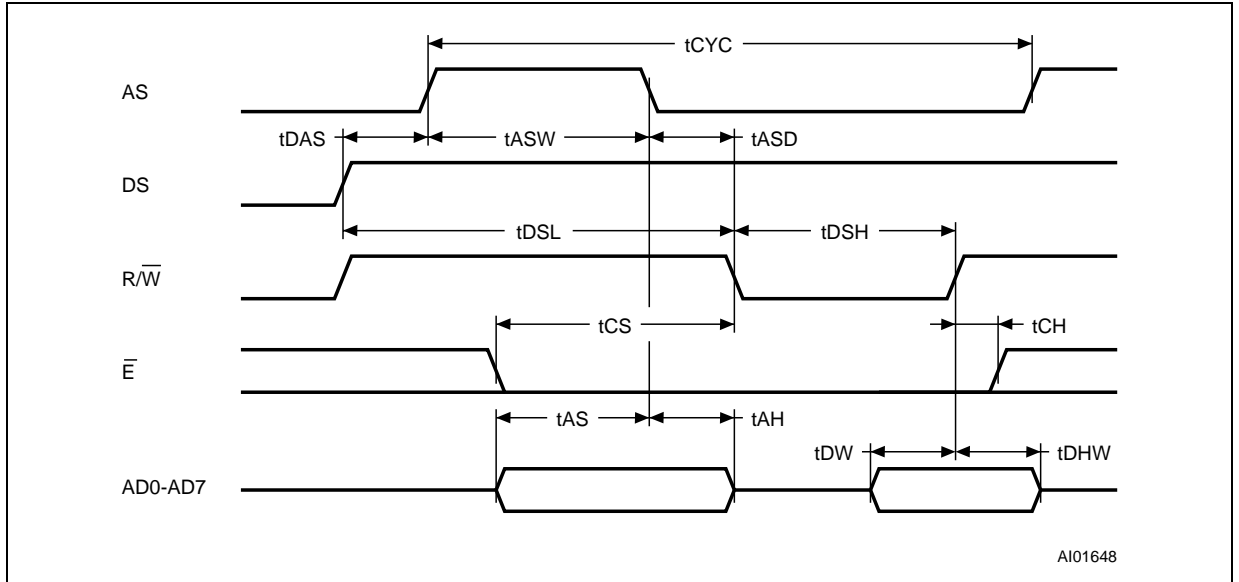 tCYC
AS
tDAS tASW tASD
DS
tDSL tDSH
R/W̅
tCS tCH
E̅
tAS tAH
tDW tDHW
AD0-AD7
AI01648